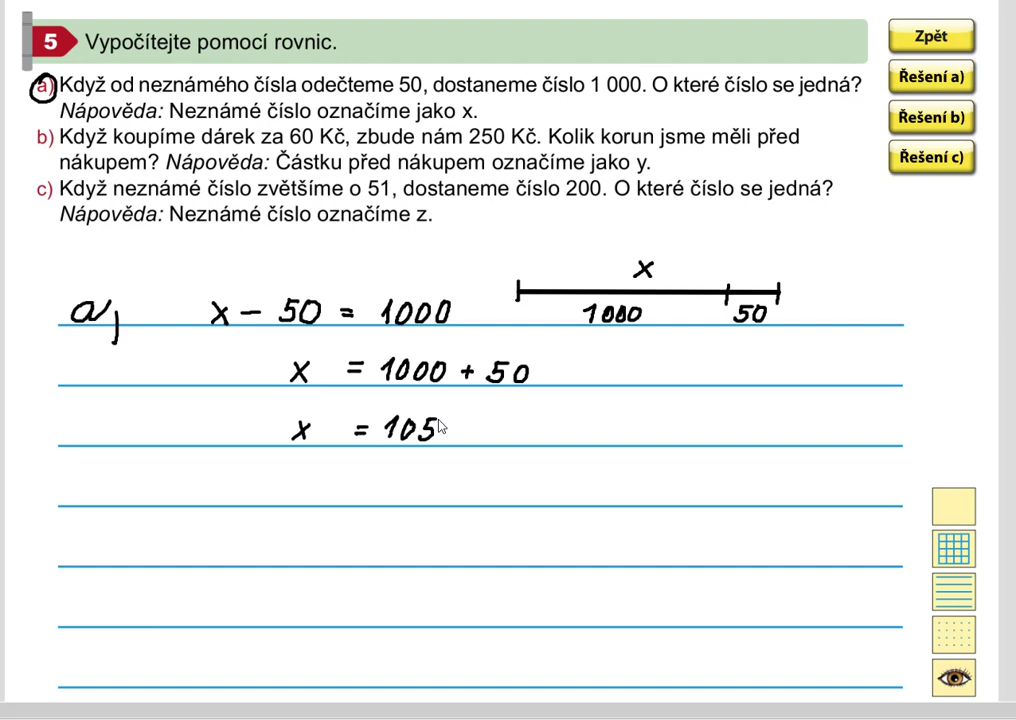 5 Vypočítejte pomocí rovnic.
Zpět
Řešení a)
Řešení b)
Řešení c)
a) Když od neznámého čísla odečteme 50, dostaneme číslo 1 000. O které číslo se jedná?
Nápověda: Neznámé číslo označíme jako x.
b) Když koupíme dárek za 60 Kč, zbude nám 250 Kč. Kolik korun jsme měli před
nákupem? Nápověda: Částku před nákupem označíme jako y.
c) Když neznámé číslo zvětšíme o 51, dostaneme číslo 200. O které číslo se jedná?
Nápověda: Neznámé číslo označíme z.
x
1000 50
a) x - 50 = 1000
x = 1000 + 50
x = 105